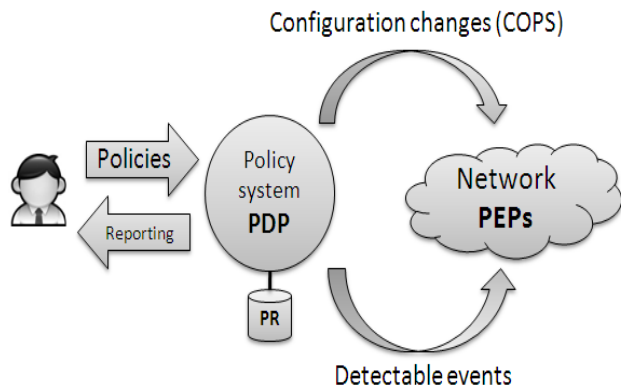 Configuration changes (COPS)
Policies
Reporting
Policy
system
PDP
PR
Network
PEPs
Detectable events